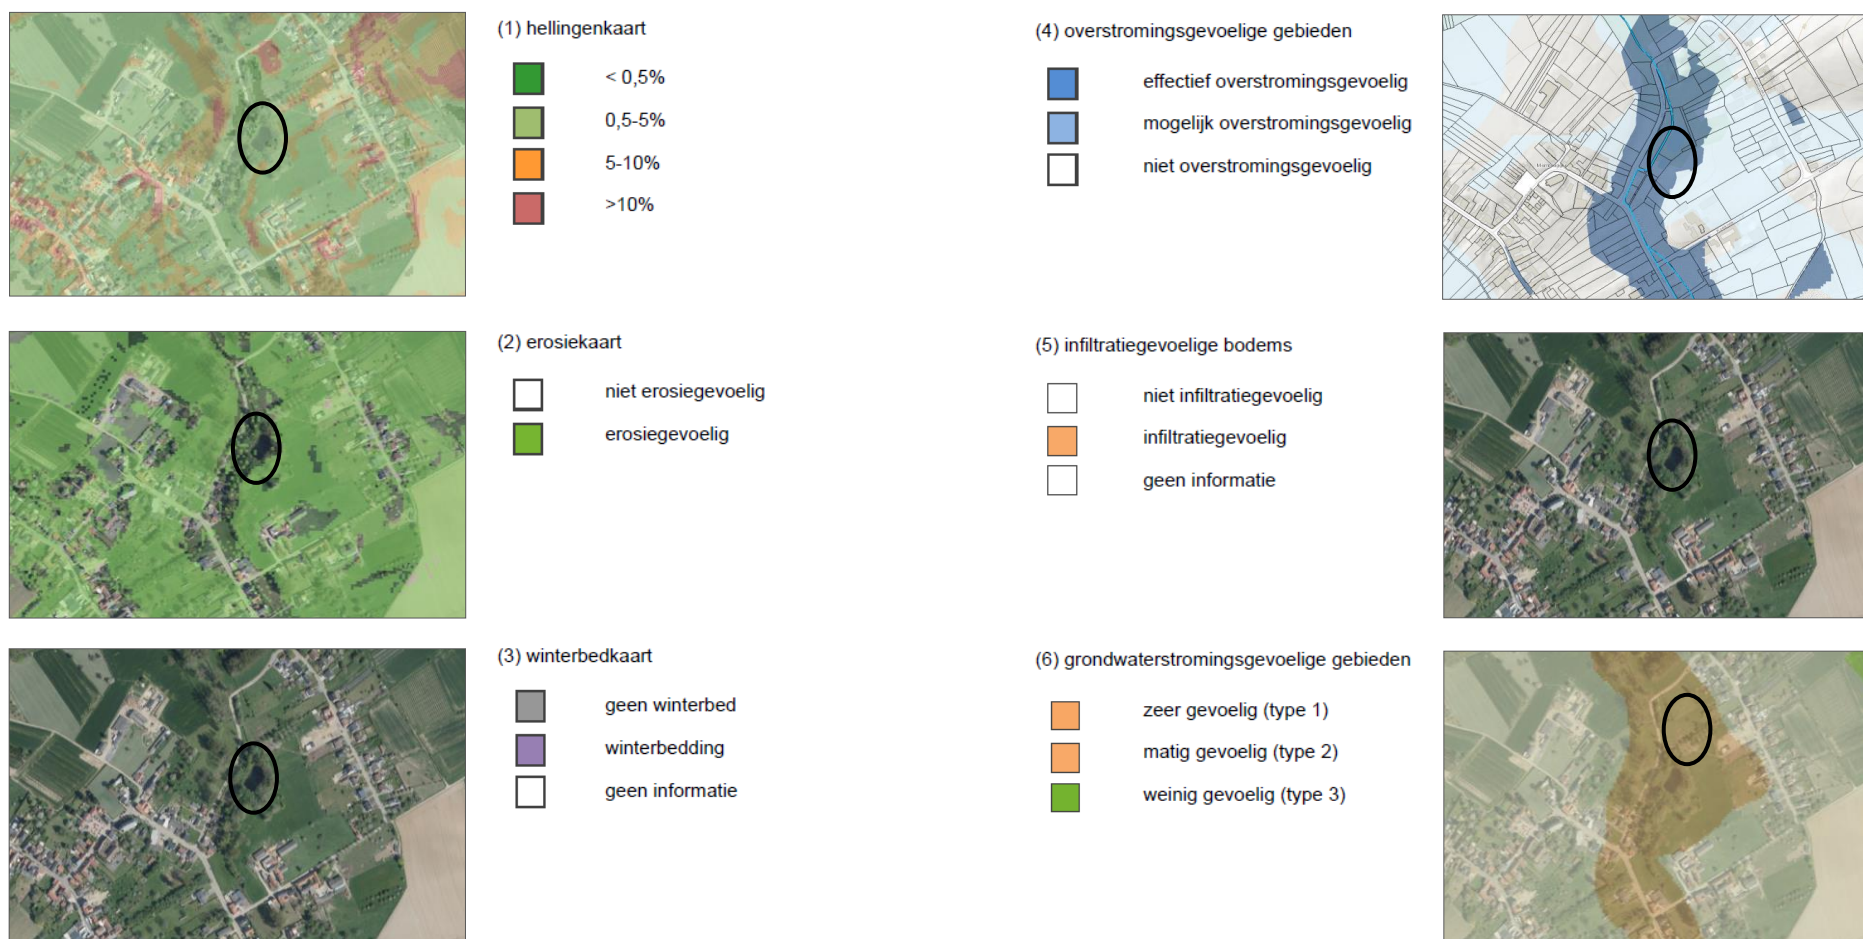 (1) hellingenkaart
< 0,5%
0,5-5%
5-10%
>10%
(2) erosiekaart
niet erosiegevoelig
erosiegevoelig
(3) winterbedkaart
geen winterbed
winterbedding
geen informatie
(4) overstromingsgevoelige gebieden
effectief overstromingsgevoelig
mogelijk overstromingsgevoelig
niet overstromingsgevoelig
(5) infiltratiegevoelige bodems
niet infiltratiegevoelig
infiltratiegevoelig
geen informatie
(6) grondwaterstromingsgevoelige gebieden
zeer gevoelig (type 1)
matig gevoelig (type 2)
weinig gevoelig (type 3)